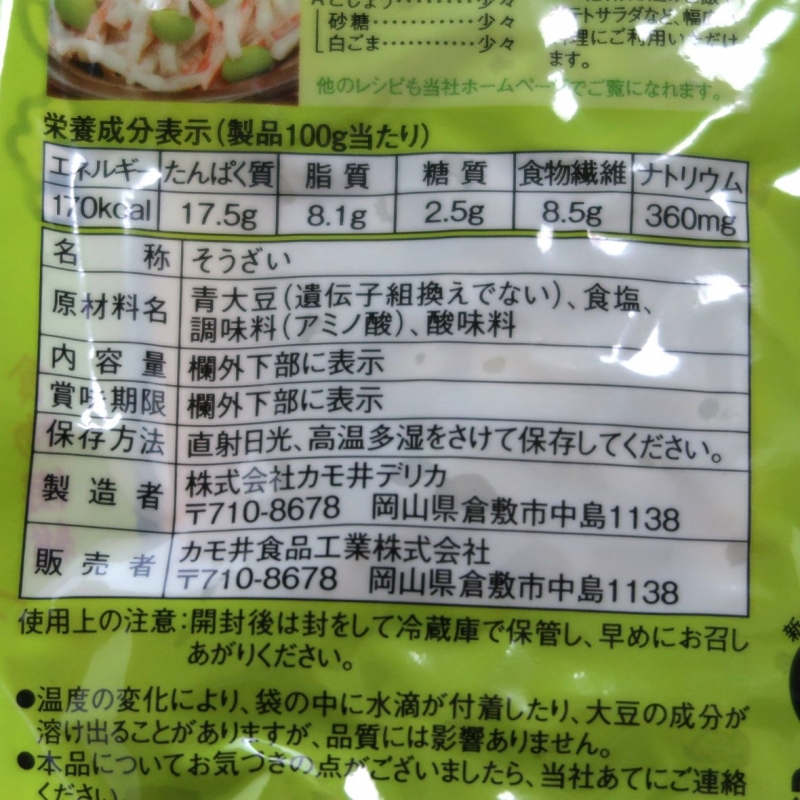 こしょう‥‥‥‥‥少々
砂糖‥‥‥‥‥‥少々
白ごま‥‥‥‥‥少々
ます。
他のレシピも当社ホームページでご覧になれます。
栄養成分表示(製品100g当たり)
エネルギー たんぱく質 脂質 糖質 食物繊維 ナトリウム
170kcal 17.5g 8.1g 2.5g 8.5g 360mg
名称 そうざい
原材料名 青大豆(遺伝子組換えでない)、食塩、
調味料(アミノ酸)、酸味料
内容量 欄外下部に表示
賞味期限 欄外下部に表示
保存方法 直射日光、高温多湿をさけて保存してください。
製造者 株式会社カモ井デリカ
〒710-8678 岡山県倉敷市中島1138
販売者 カモ井食品工業株式会社
〒710-8678 岡山県倉敷市中島1138
使用上の注意:開封後は封をして冷蔵庫で保管し、早めにお召し
あがりください。
●温度の変化により、袋の中に水滴が付着したり、大豆の成分が
溶け出ることがありますが、品質には影響ありません。
●本品についてお気づきの点がございましたら、当社あてにご連絡
ください
新